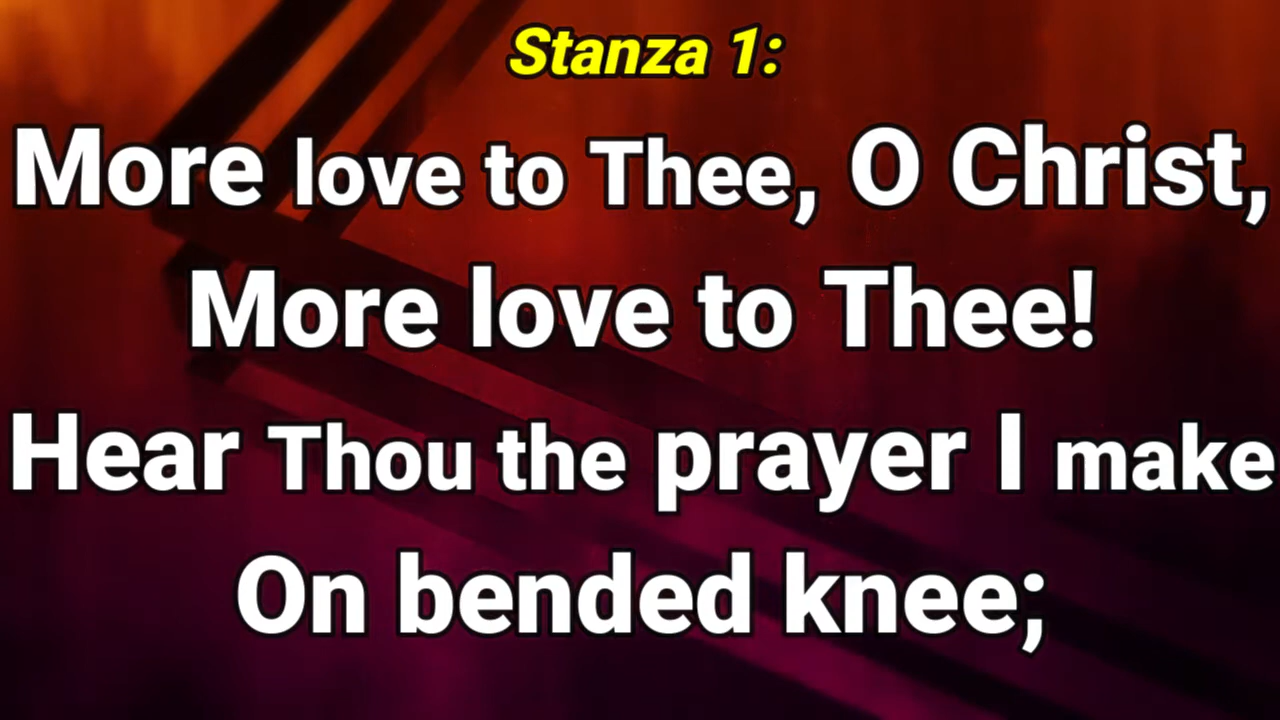 Stanza 1:
More love to Thee, O Christ,
More love to Thee!
Hear Thou the prayer I make
On bended knee;